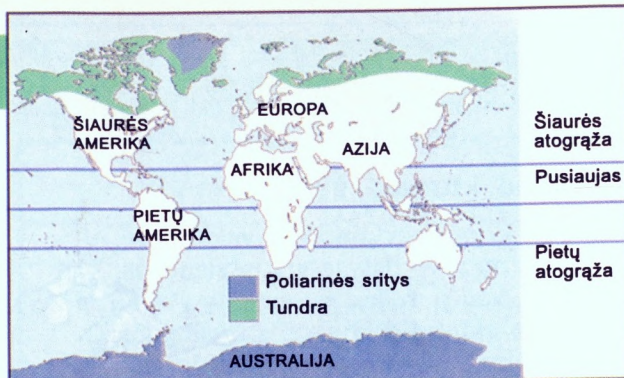 EUROPA
ŠIAURĖS
AMERIKA
AZIJA
AFRIKA
Šiaurės
atogrąža
Pusiaujas
PIETŲ
AMERIKA
Pietų
atogrąža
Poliarinės sritys
Tundra
AUSTRALIJA